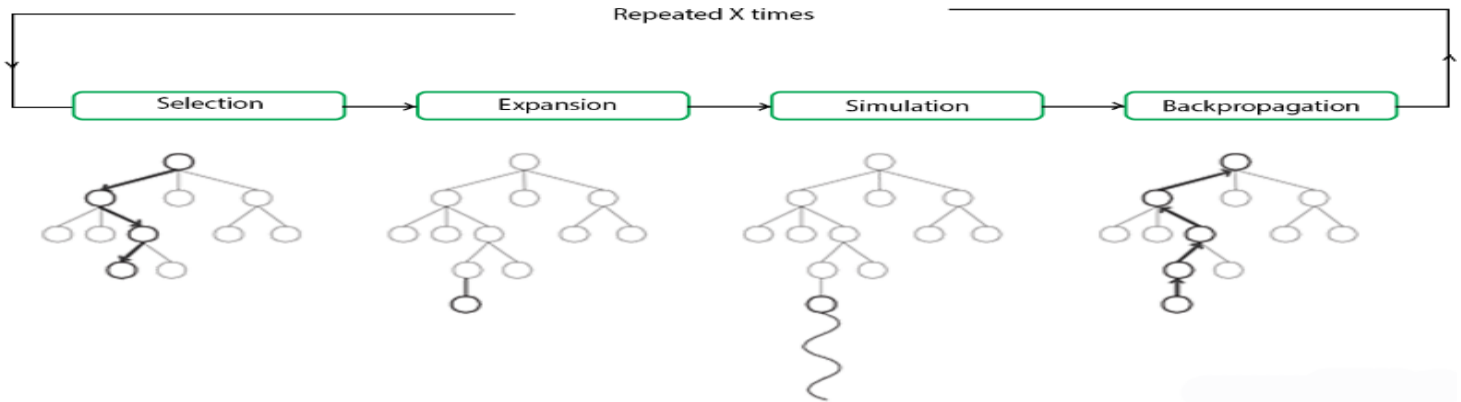 Repeated X times
Selection
Expansion
Simulation
Backpropagation